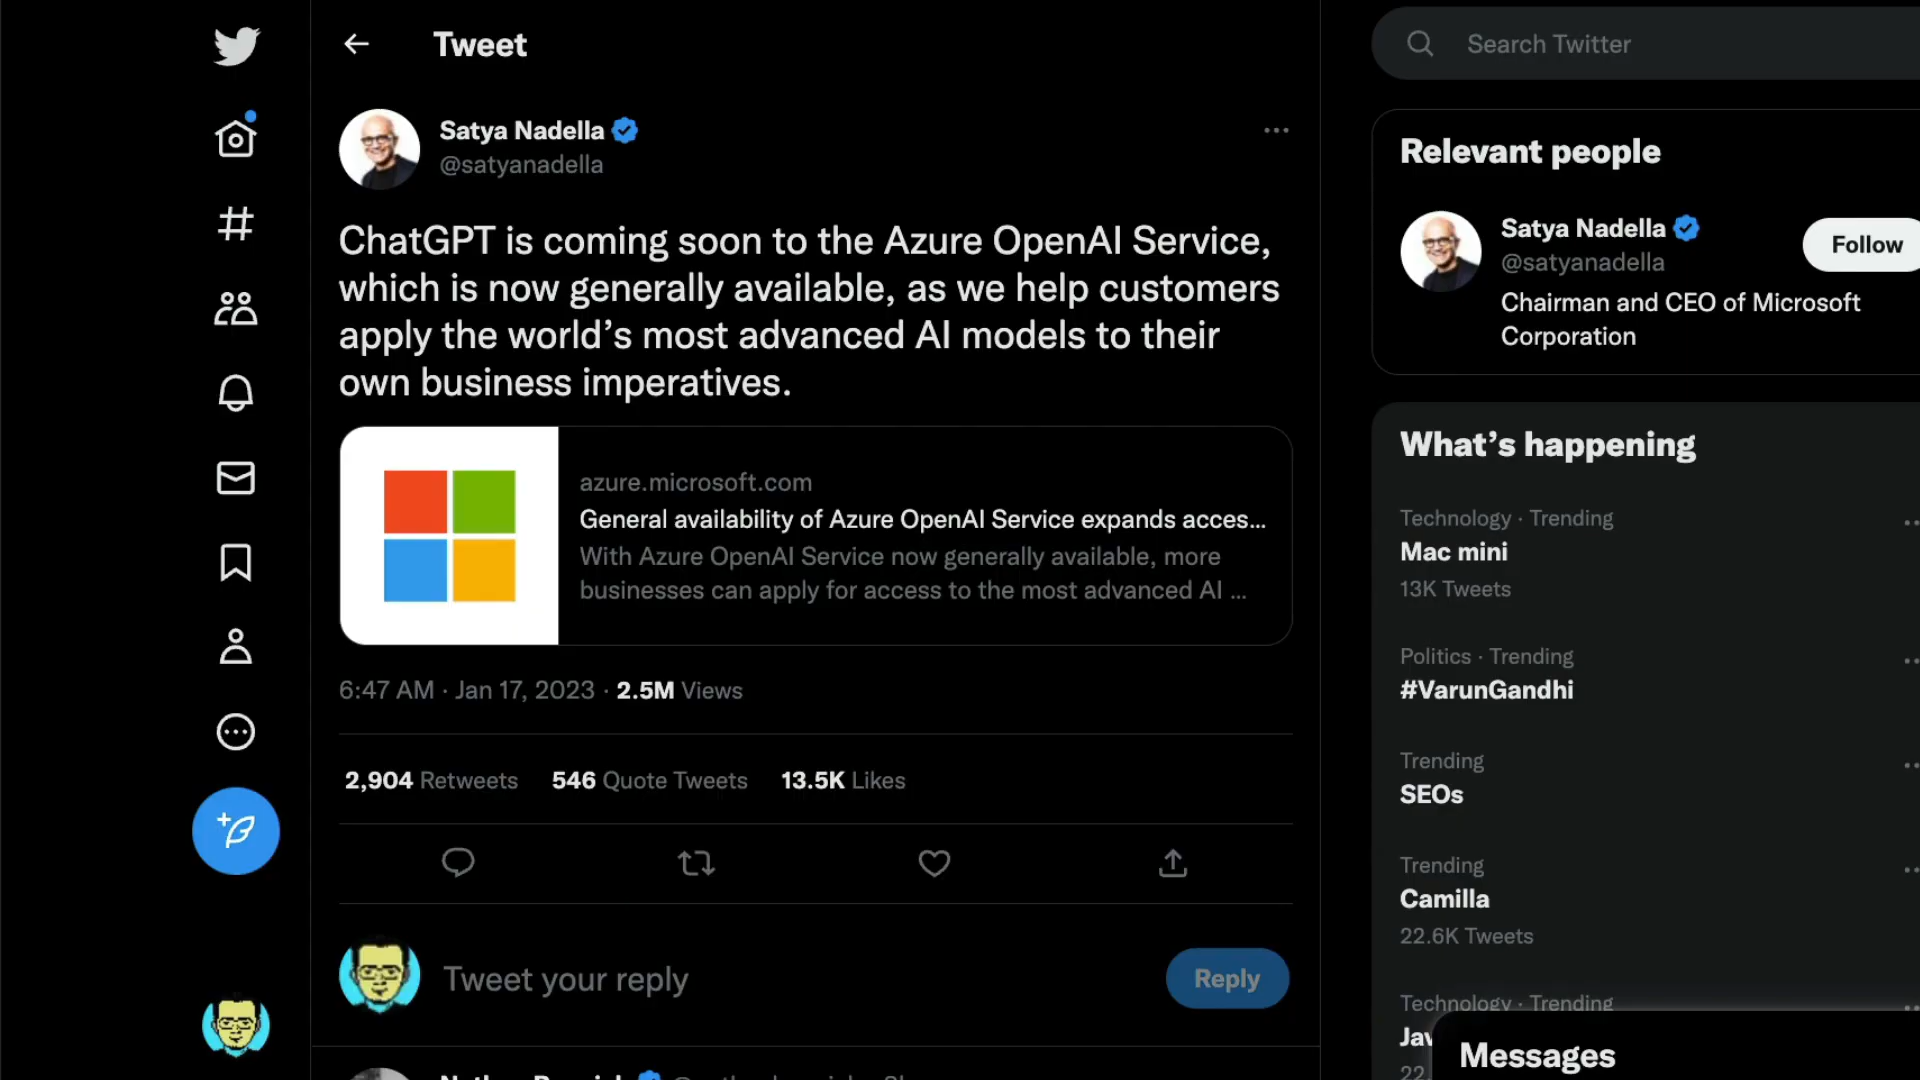 Tweet
Satya Nadella
@satyanadella
ChatGPT is coming soon to the Azure OpenAI Service,
which is now generally available, as we help customers
apply the world’s most advanced AI models to their
own business imperatives.
azure.microsoft.com
General availability of Azure OpenAI Service expands acces...
With Azure OpenAI Service now generally available, more
businesses can apply for access to the most advanced AI ...
6:47 AM · Jan 17, 2023 · 2.5M Views
2,904 Retweets 546 Quote Tweets 13.5K Likes
Tweet your reply
Reply
Search Twitter
Relevant people
Satya Nadella
@satyanadella
Follow
Chairman and CEO of Microsoft
Corporation
What’s happening
Technology · Trending
Mac mini
13K Tweets
Politics · Trending
#VarunGandhi
Trending
SEOs
Trending
Camilla
22.6K Tweets
Technology · Trending
Messages